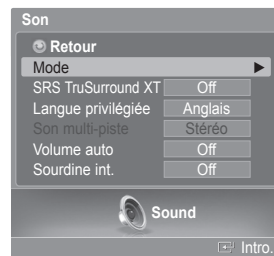 Son
Retour
Mode
SRS TruSurround XT Off
Langue privilégiée Anglais
Son multi-piste Stéréo
Volume auto Off
Sourdine int. Off
Sound
Intro.